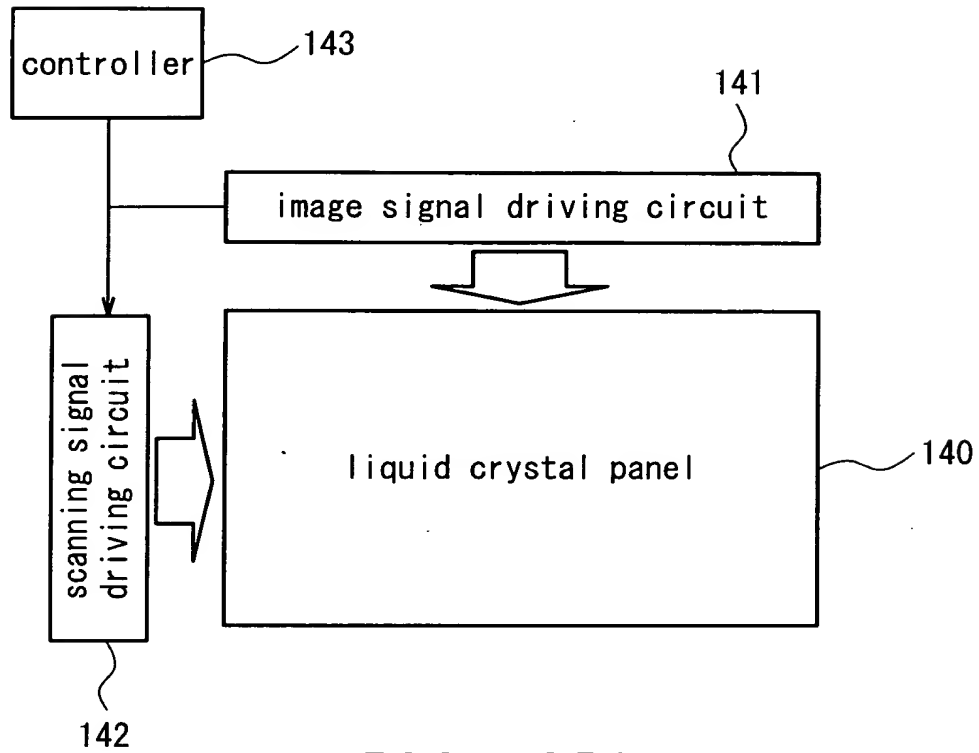 controller
143
141
image signal driving circuit
scanning signal
driving circuit
liquid crystal panel
140
142